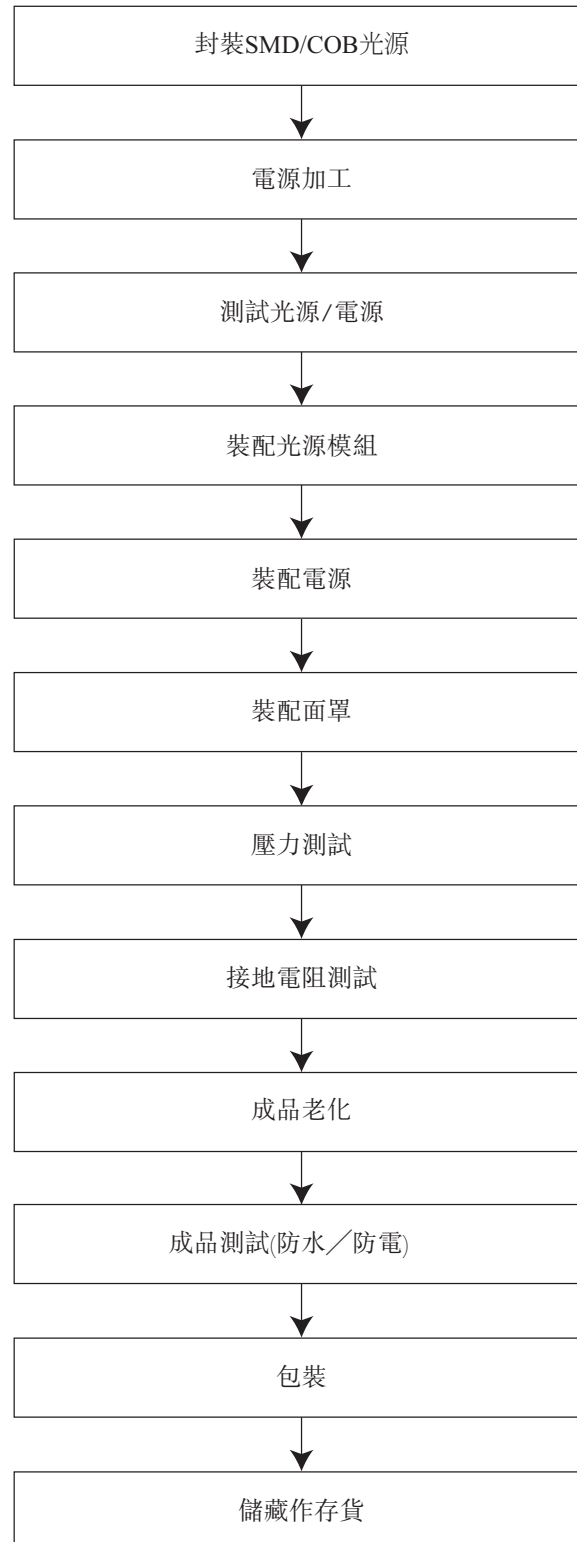 封裝SMD/COB光源
電源加工
測試光源/電源
裝配光源模組
裝配電源
裝配面罩
壓力測試
接地電阻測試
成品老化
成品測試(防水／防電)
包裝
儲藏作存貨